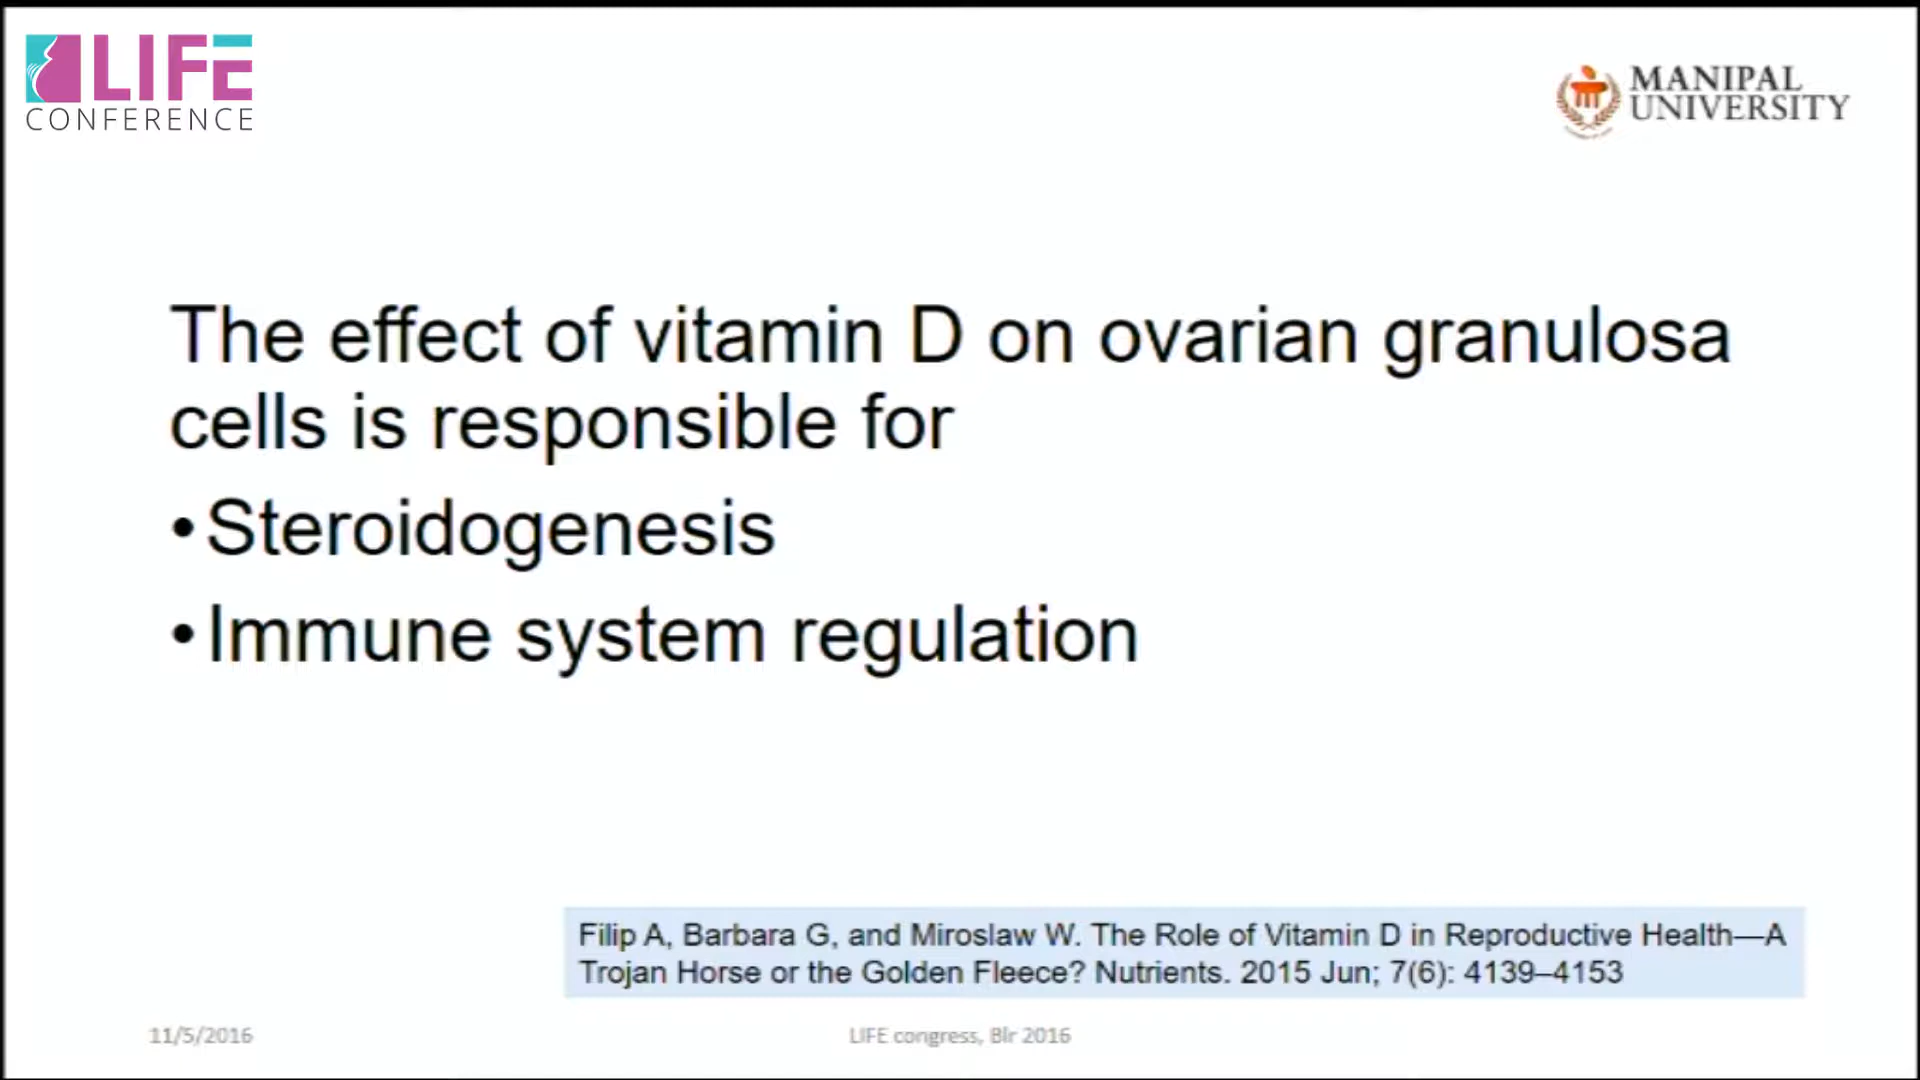 LIFE
CONFERENCE
MANIPAL
UNIVERSITY
The effect of vitamin D on ovarian granulosa
cells is responsible for
•Steroidogenesis
•Immune system regulation
Filip A, Barbara G, and Miroslaw W. The Role of Vitamin D in Reproductive Health—A
Trojan Horse or the Golden Fleece? Nutrients. 2015 Jun; 7(6): 4139–4153
11/5/2016
LIFE congress, Blr 2016